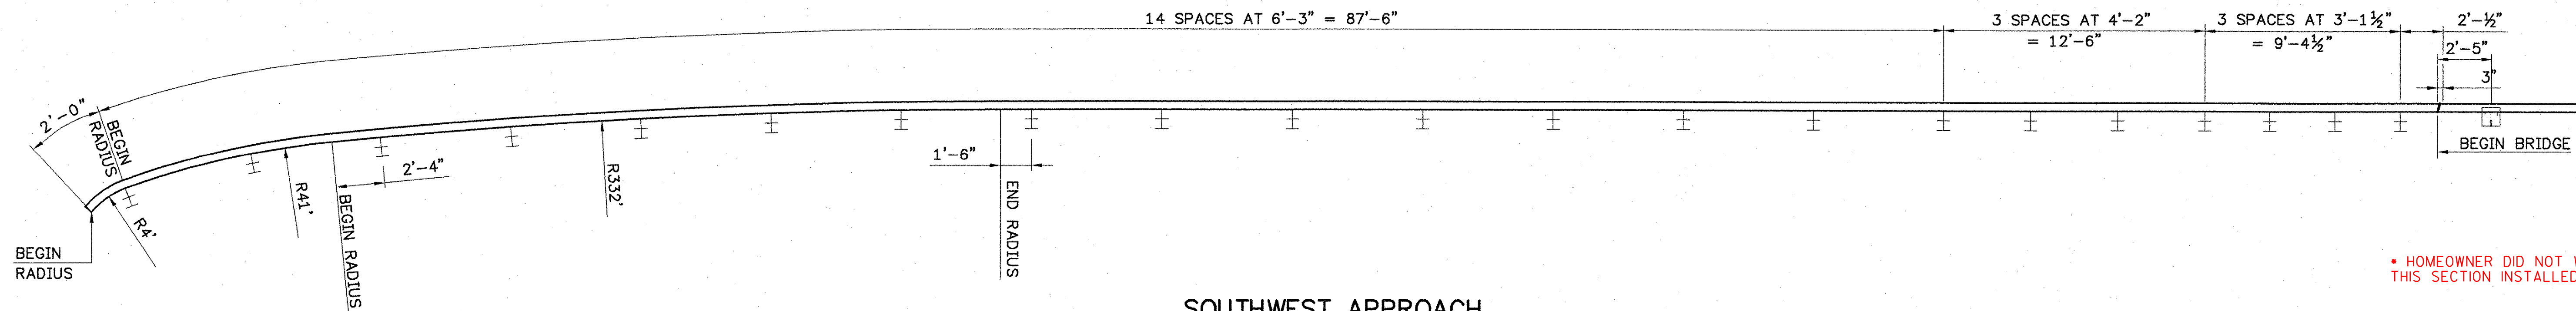 14 SPACES AT 6'-3" = 87'-6"
3 SPACES AT 4'-2"
= 12'-6"
3 SPACES AT 3'-1½"
= 9'-4½"
2'-½"
2'-5"
3"
2'-0"
BEGIN
RADIUS
R4'
R41'
2'-4"
BEGIN RADIUS
R332'
1'-6"
END RADIUS
BEGIN BRIDGE
BEGIN
RADIUS
• HOMEOWNER DID NOT
THIS SECTION INSTALLED
SOUTHWEST APPROACH